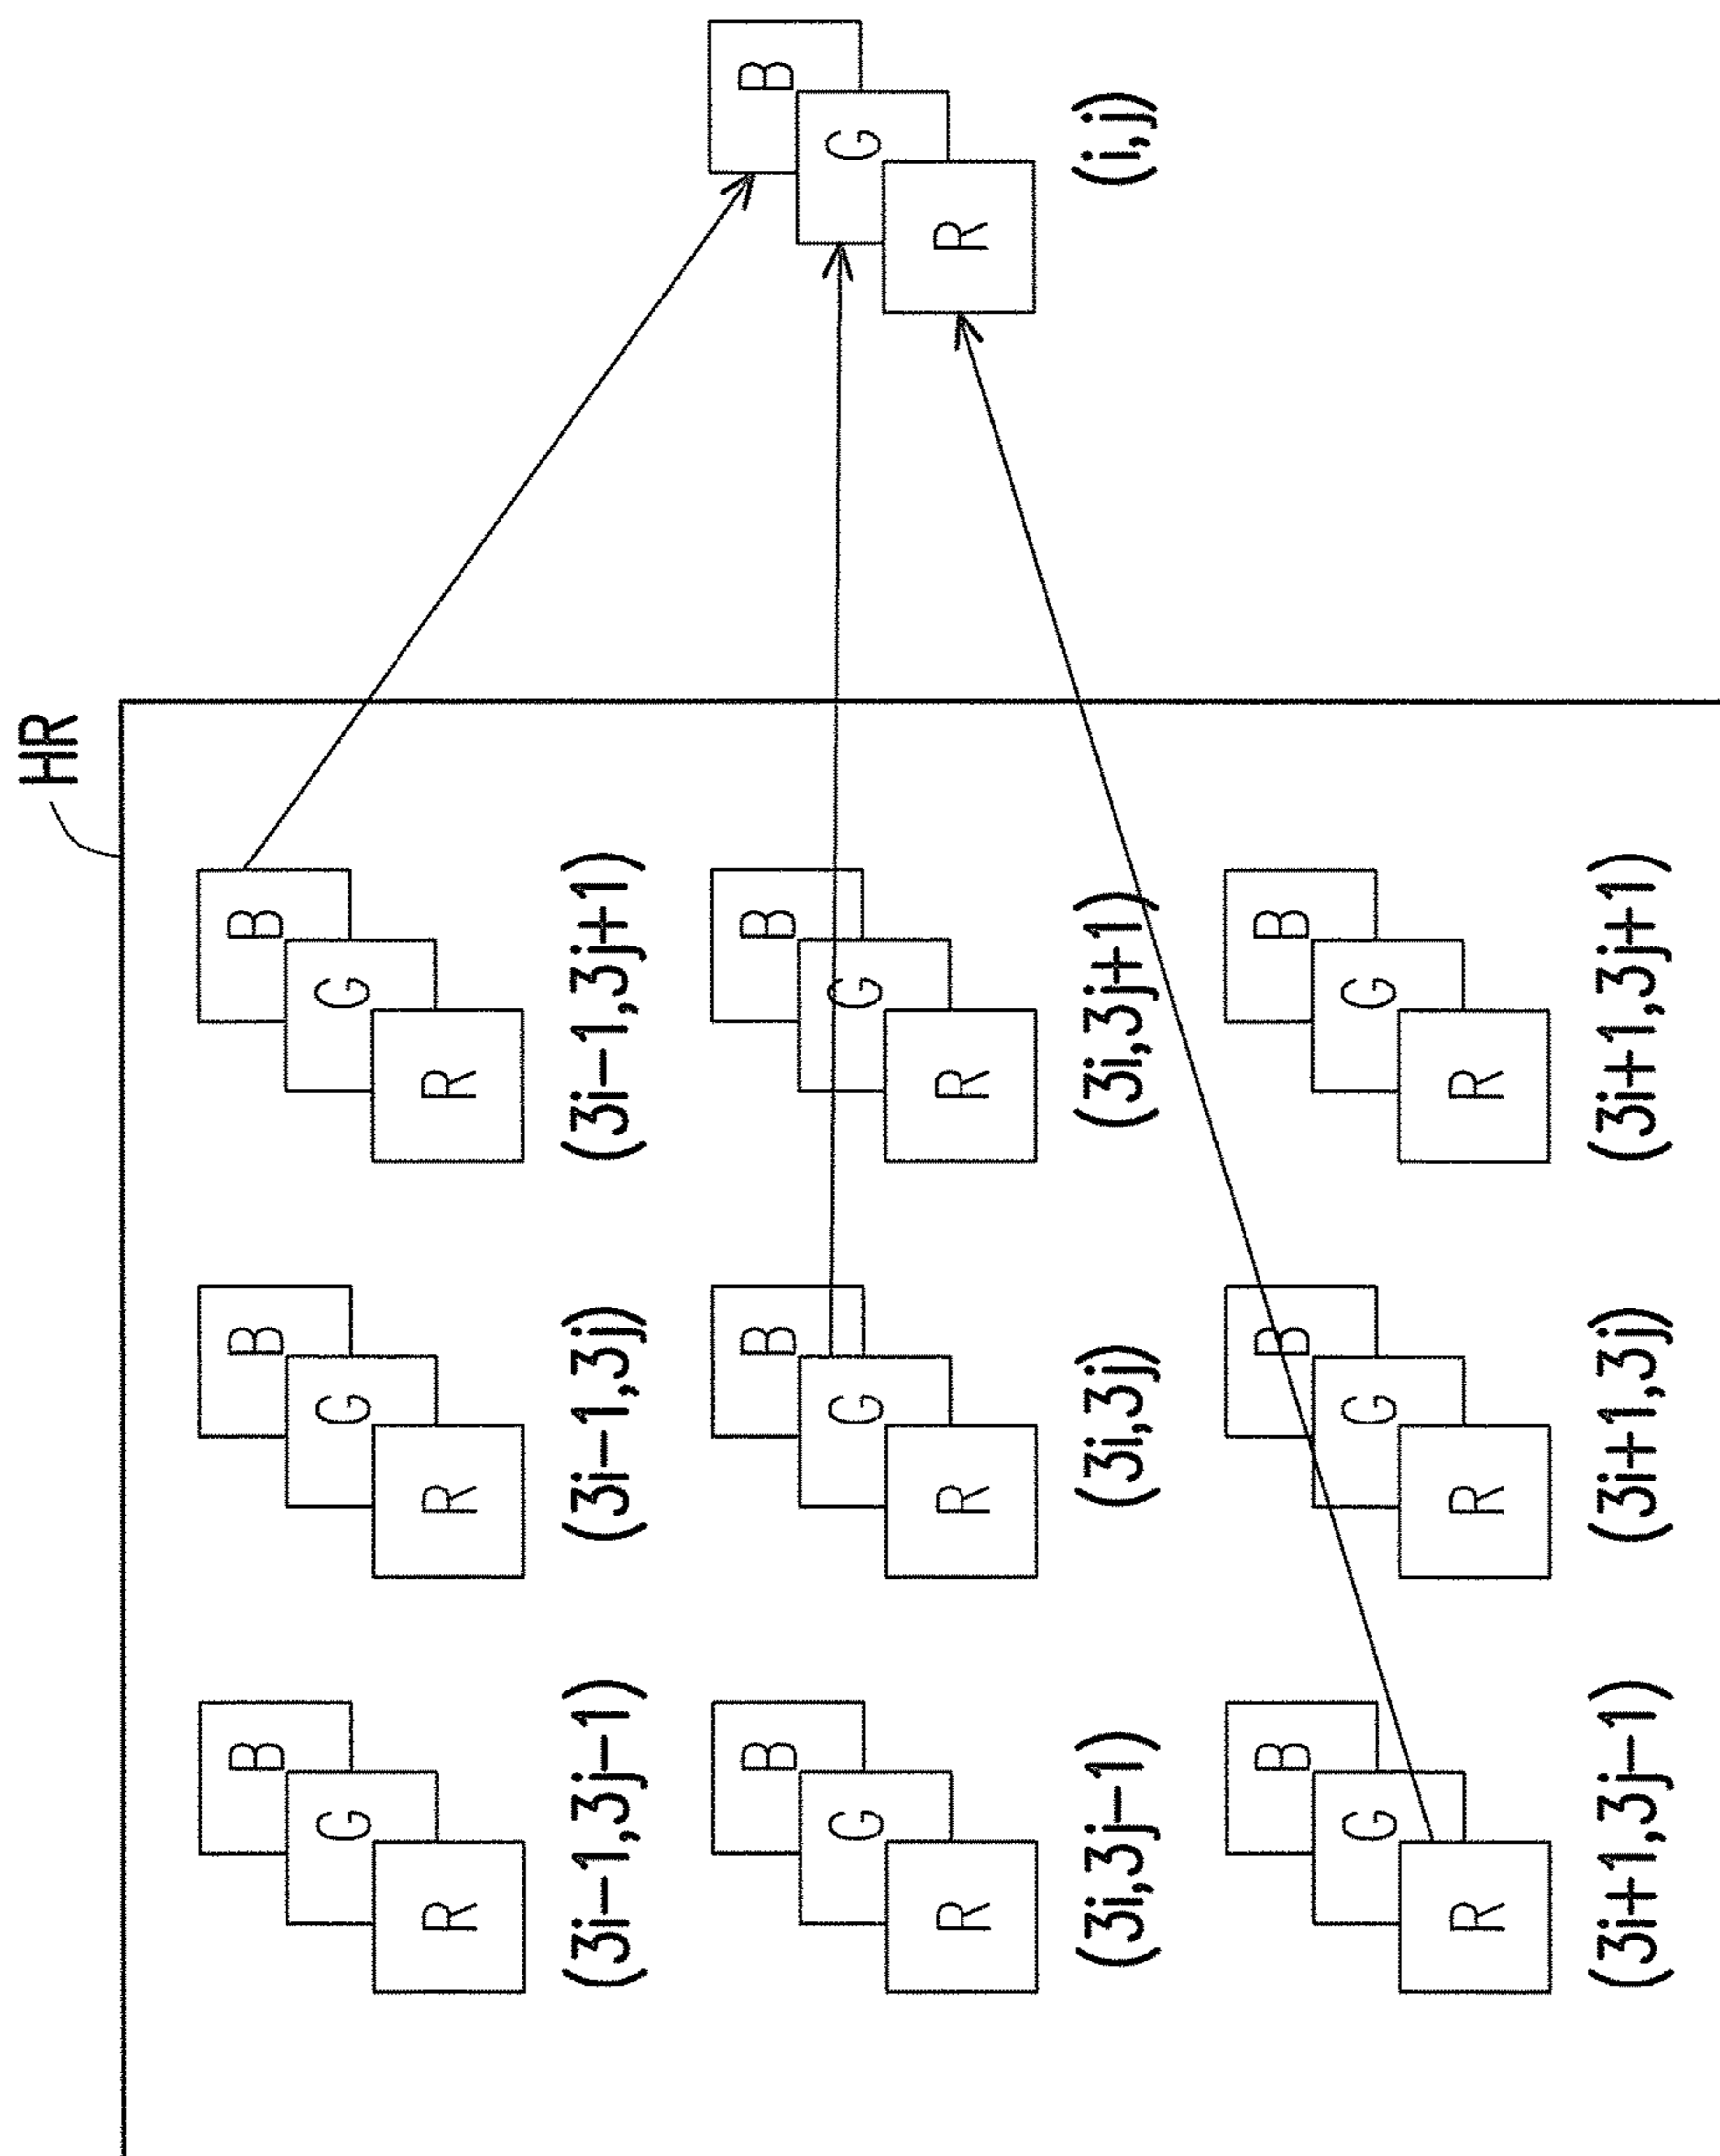 HR
B
B
B
G
G
G
R
R
R
(3i−1,3j−1)
(3i−1,3j)
(3i−1,3j+1)
B
B
B
B
G
G
G
G
R
R
R
R
(3i,3j−1)
(3i,3j)
(3i,3j+1)
(i,j)
B
B
B
G
G
G
R
R
R
(3i+1,3j−1)
(3i+1,3j)
(3i+1,3j+1)